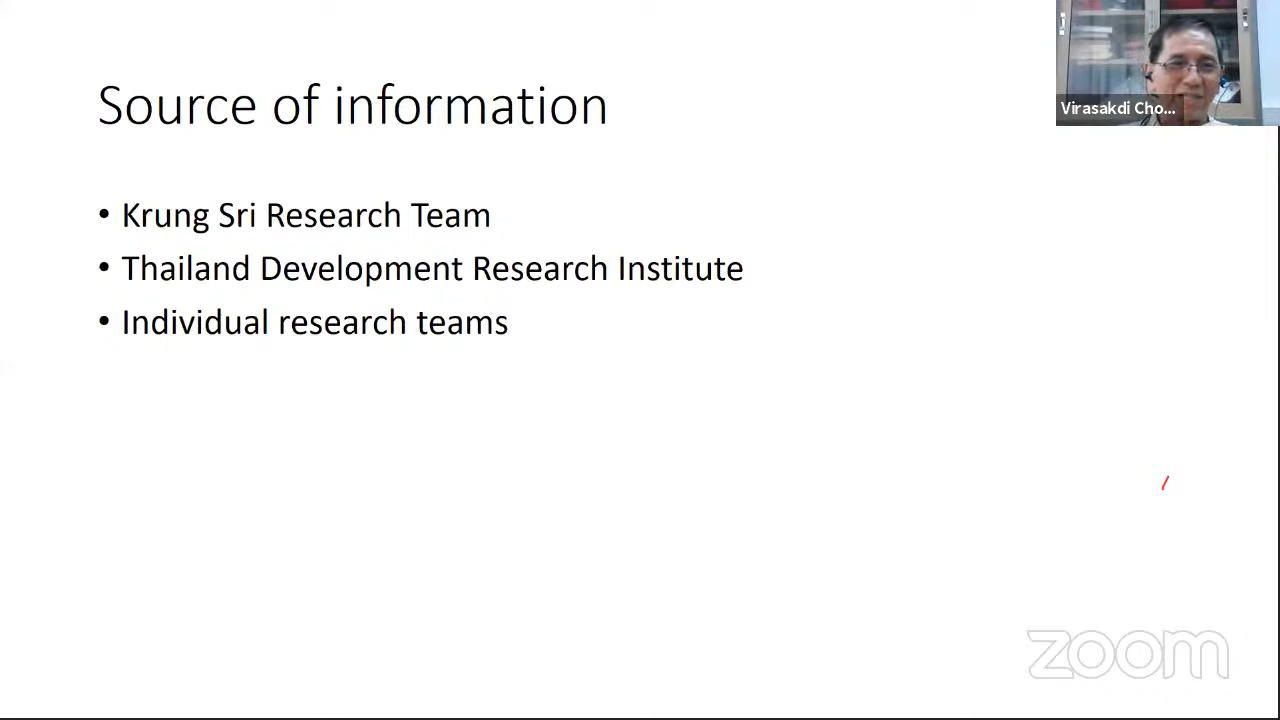 Source of information
Virasakdi Cho...
• Krung Sri Research Team
• Thailand Development Research Institute
• Individual research teams
zoom